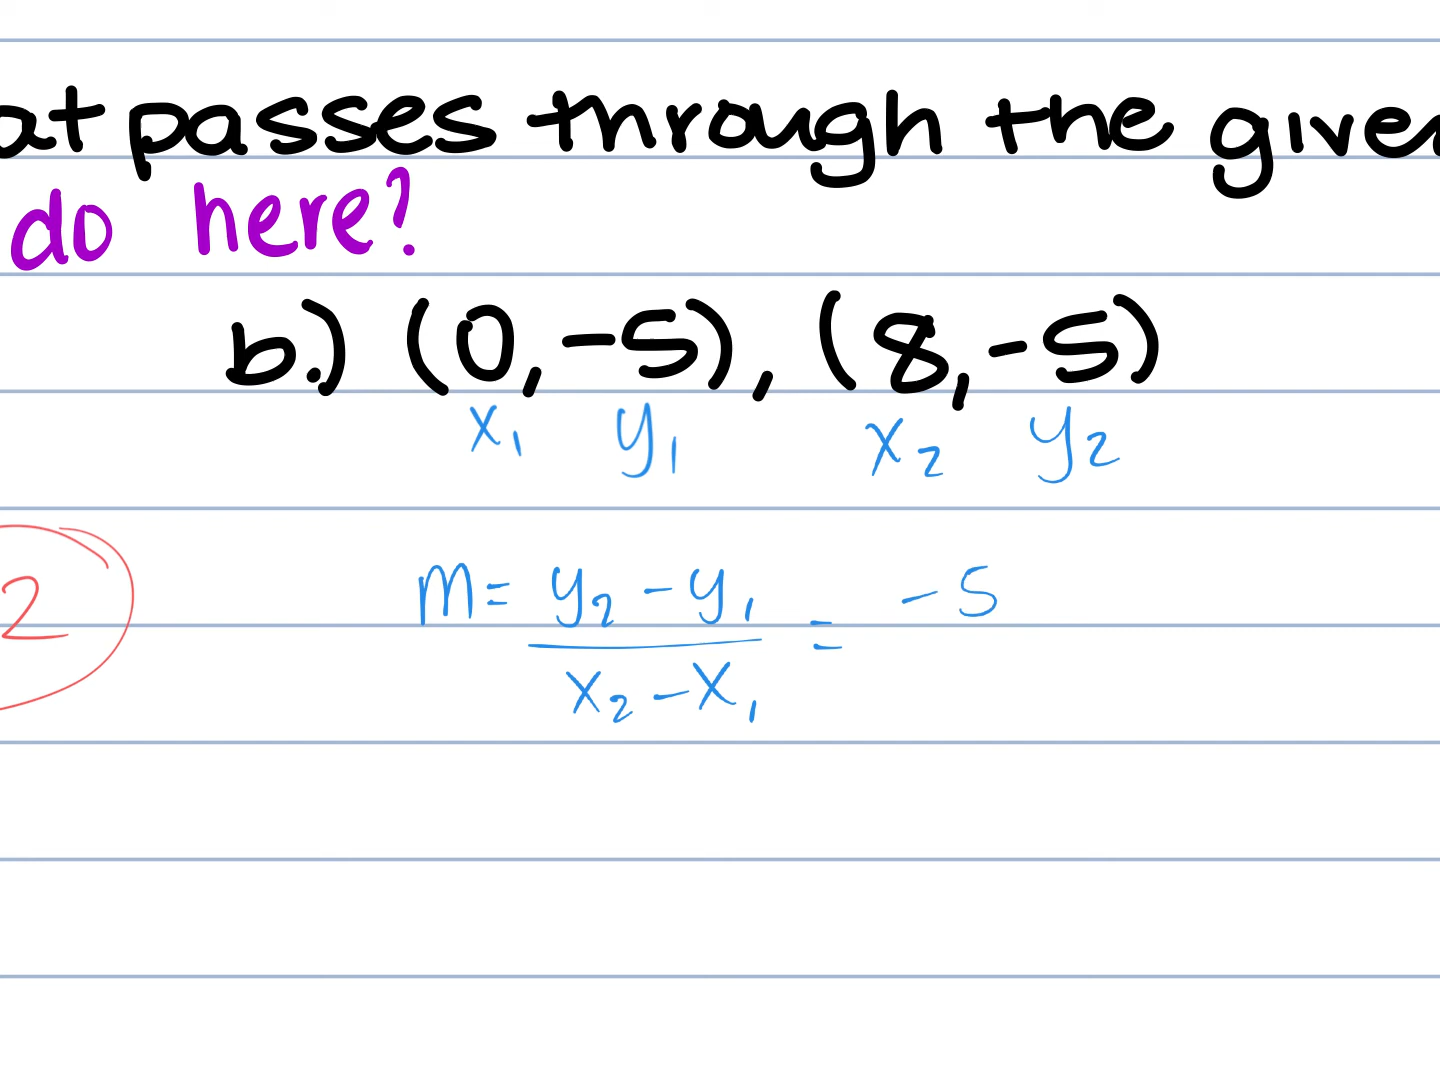 at passes through the given
do here?
b.) (0,-5), (8,-5)
x₁ y₁ x₂ y₂
2
m = y₂ - y₁ = -5
x₂ - x₁